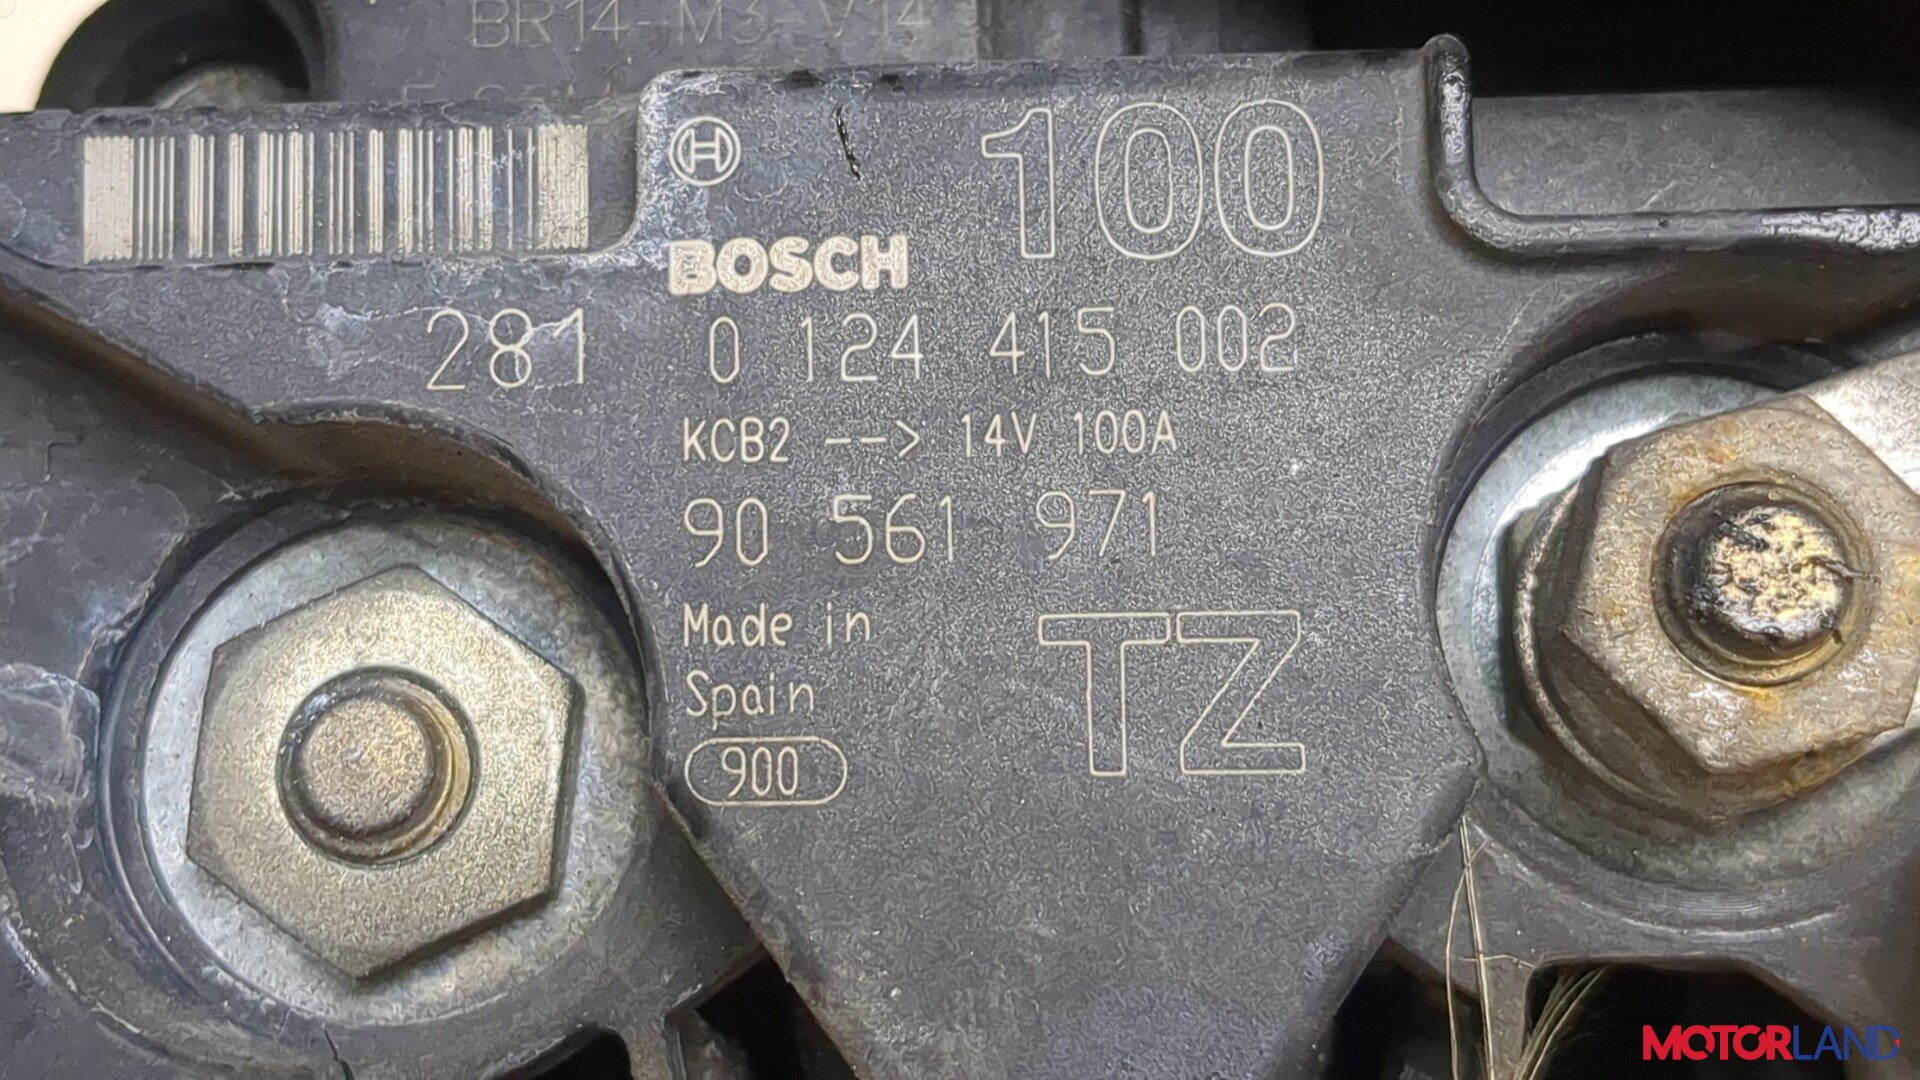 BR14-M3-V14
100
BOSCH
281 0 124 415 002
KCB2 --> 14V 100A
90 561 971
Made in
Spain
TZ
900
MOTORLAND